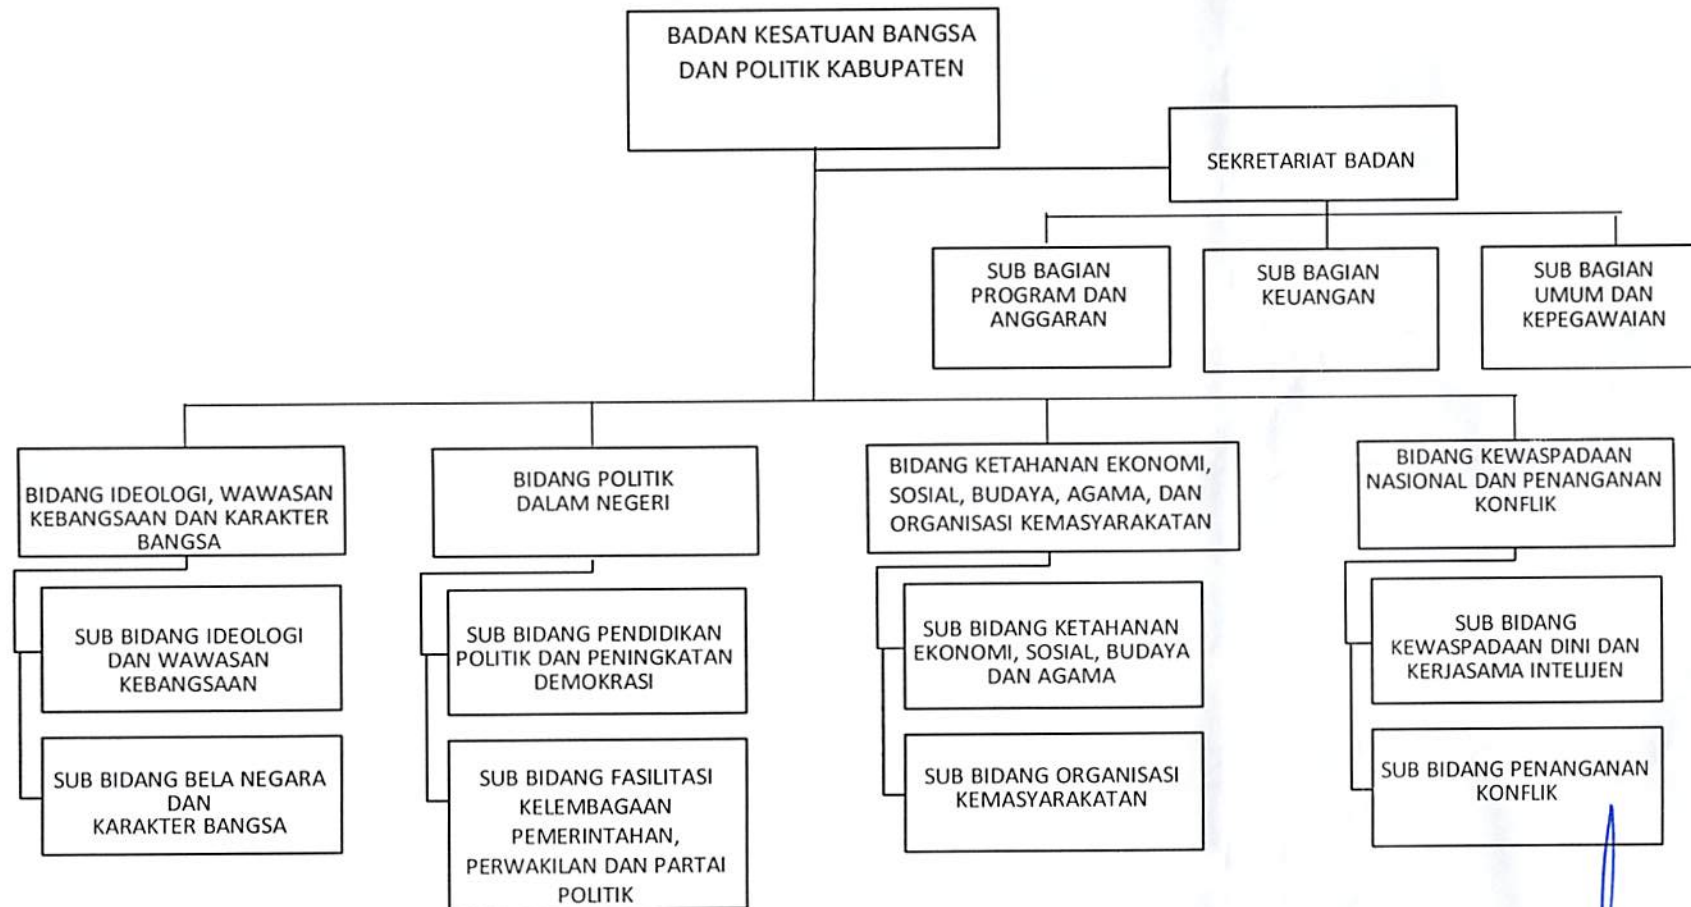 BADAN KESATUAN BANGSA
DAN POLITIK KABUPATEN
SEKRETARIAT BADAN
SUB BAGIAN
PROGRAM DAN
ANGGARAN
SUB BAGIAN
KEUANGAN
SUB BAGIAN
UMUM DAN
KEPEGAWAIAN
BIDANG IDEOLOGI, WAWASAN
KEBANGSAAN DAN KARAKTER
BANGSA
BIDANG POLITIK
DALAM NEGERI
BIDANG KETAHANAN EKONOMI,
SOSIAL, BUDAYA, AGAMA, DAN
ORGANISASI KEMASYARAKATAN
BIDANG KEWASPADAAN
NASIONAL DAN PENANGANAN
KONFLIK
SUB BIDANG IDEOLOGI
DAN WAWASAN
KEBANGSAAN
SUB BIDANG PENDIDIKAN
POLITIK DAN PENINGKATAN
DEMOKRASI
SUB BIDANG KETAHANAN
EKONOMI, SOSIAL, BUDAYA
DAN AGAMA
SUB BIDANG
KEWASPADAAN DINI DAN
KERJASAMA INTELIJEN
SUB BIDANG BELA NEGARA
DAN
KARAKTER BANGSA
SUB BIDANG FASILITASI
KELEMBAGAAN
PEMERINTAHAN,
PERWAKILAN DAN PARTAI
POLITIK
SUB BIDANG ORGANISASI
KEMASYARAKATAN
SUB BIDANG PENANGANAN
KONFLIK